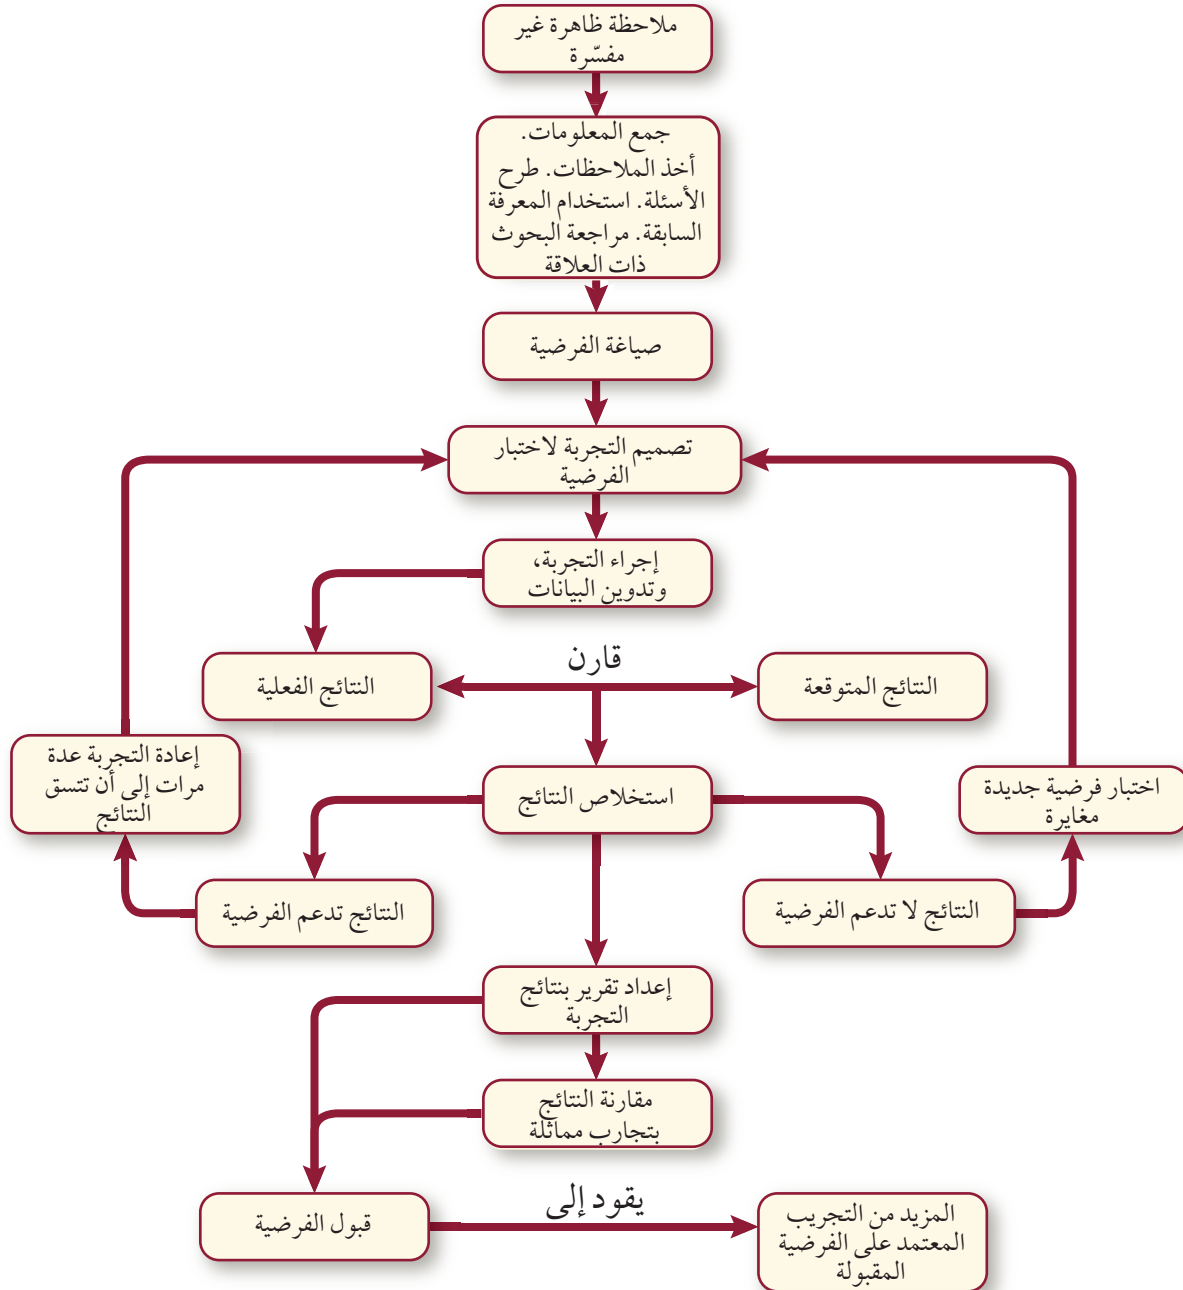 ملاحظة ظاهرة غير
مفسّرة
جمع المعلومات.
أخذ الملاحظات. طرح
الأسئلة. استخدام المعرفة
السابقة. مراجعة البحوث
ذات العلاقة
صياغة الفرضية
تصميم التجربة لاختبار
الفرضية
إجراء التجربة،
وتدوين البيانات
قارن
النتائج المتوقعة
النتائج الفعلية
اختبار فرضية جديدة
مغايرة
استخلاص النتائج
إعادة التجربة عدة
مرات إلى أن تتسق
النتائج
النتائج لا تدعم الفرضية
النتائج تدعم الفرضية
إعداد تقرير بنتائج
التجربة
مقارنة النتائج
بتجارب مماثلة
قبول الفرضية
يقود إلى
المزيد من التجريب
المعتمد على الفرضية
المقبولة